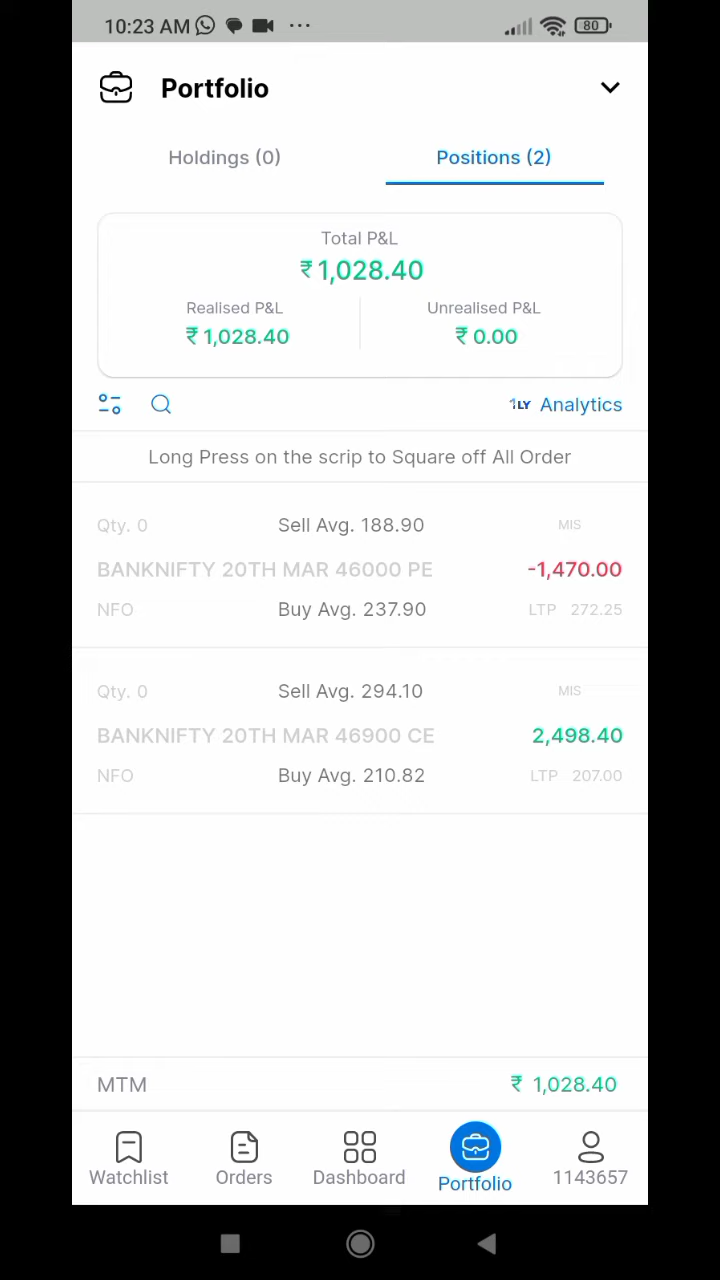 10:23 AM
80
Portfolio
Holdings (0)
Positions (2)
Total P&L
₹ 1,028.40
Realised P&L
Unrealised P&L
₹ 1,028.40
₹ 0.00
1LY Analytics
Long Press on the scrip to Square off All Order
Qty. 0 Sell Avg. 188.90 MIS
BANKNIFTY 20TH MAR 46000 PE -1,470.00
NFO Buy Avg. 237.90 LTP 272.25
Qty. 0 Sell Avg. 294.10 MIS
BANKNIFTY 20TH MAR 46900 CE 2,498.40
NFO Buy Avg. 210.82 LTP 207.00
MTM ₹ 1,028.40
Watchlist Orders Dashboard Portfolio 1143657